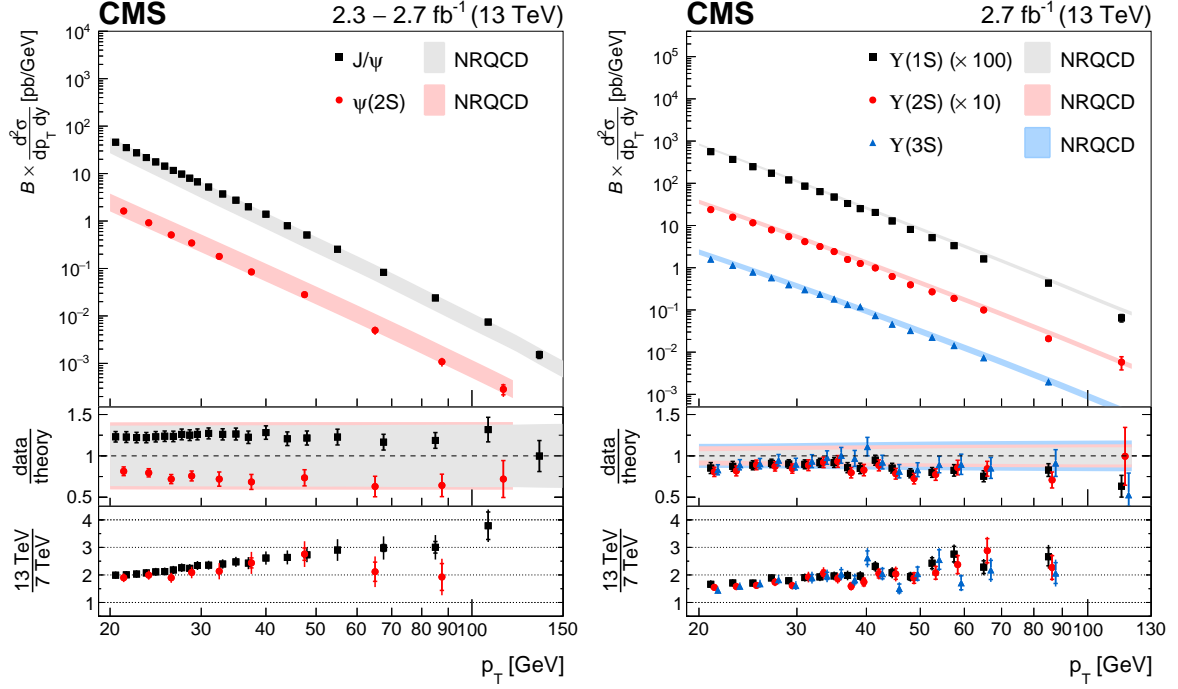 CMS 2.3 – 2.7 fb⁻¹ (13 TeV)
B × d²σ / dp_T dy [pb/GeV]
10⁴
10³
10²
10
1
10⁻¹
10⁻²
10⁻³
J/ψ NRQCD
ψ(2S) NRQCD
data / theory
1.5
1
0.5
13 TeV / 7 TeV
4
3
2
1
20 30 40 50 60 70 80 90 100 150
p_T [GeV]
CMS 2.7 fb⁻¹ (13 TeV)
B × d²σ / dp_T dy [pb/GeV]
10⁵
10⁴
10³
10²
10
1
10⁻¹
10⁻²
10⁻³
ϒ(1S) (× 100) NRQCD
ϒ(2S) (× 10) NRQCD
ϒ(3S) NRQCD
data / theory
1.5
1
0.5
13 TeV / 7 TeV
4
3
2
1
20 30 40 50 60 70 80 100 130
p_T [GeV]